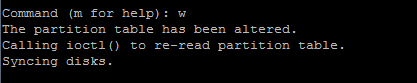 Command (m for help): w
The partition table has been altered.
Calling ioctl() to re-read partition table.
Syncing disks.